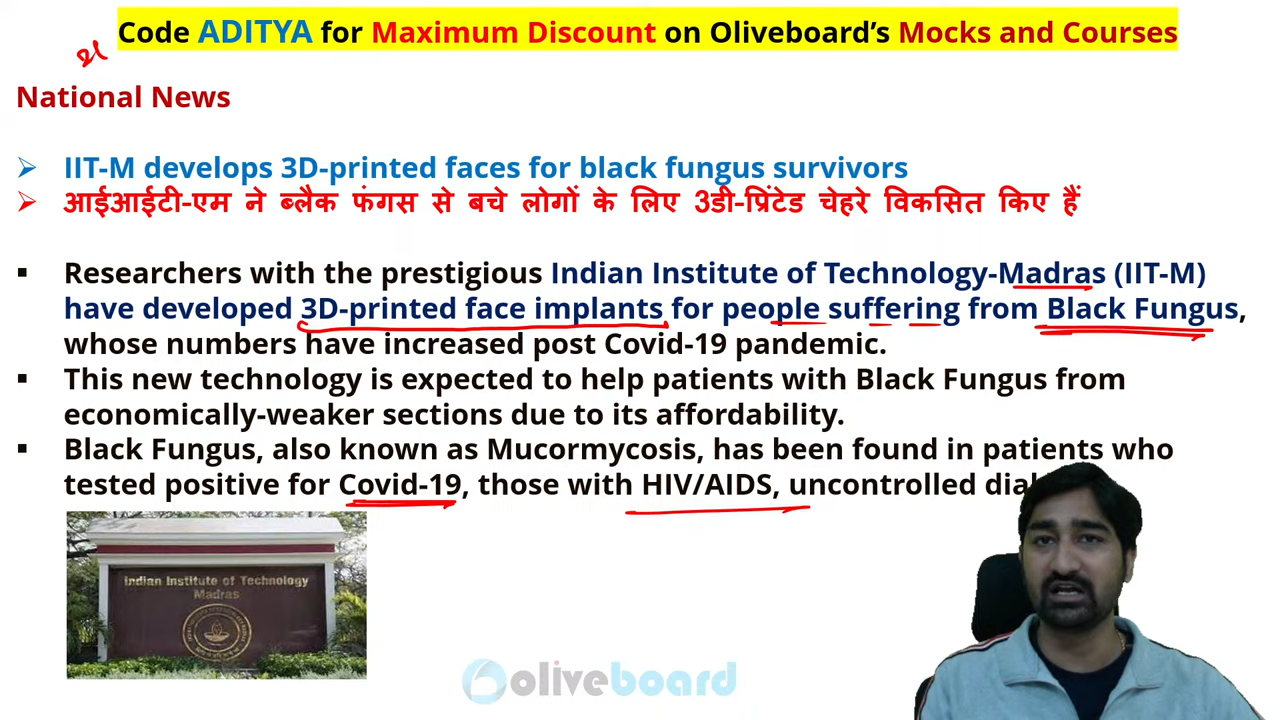 Code ADITYA for Maximum Discount on Oliveboard’s Mocks and Courses
National News
IIT-M develops 3D-printed faces for black fungus survivors
आईआईटी-एम ने ब्लैक फंगस से बचे लोगों के लिए 3डी-प्रिंटेड चेहरे विकसित किए हैं
Researchers with the prestigious Indian Institute of Technology-Madras (IIT-M)
have developed 3D-printed face implants for people suffering from Black Fungus,
whose numbers have increased post Covid-19 pandemic.
This new technology is expected to help patients with Black Fungus from
economically-weaker sections due to its affordability.
Black Fungus, also known as Mucormycosis, has been found in patients who
tested positive for Covid-19, those with HIV/AIDS, uncontrolled
Indian Institute of Technology
Madras
oliveboard